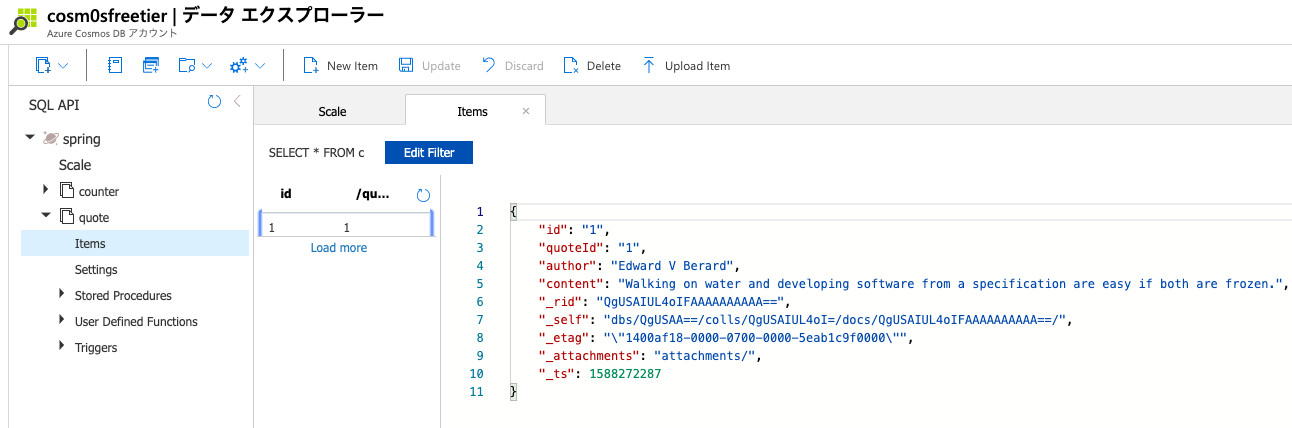 cosm0sfreetier | データ エクスプローラー
Azure Cosmos DB アカウント
New Item Update Discard Delete Upload Item
SQL API
spring
Scale
counter
quote
Items
Settings
Stored Procedures
User Defined Functions
Triggers
Scale Items ×
SELECT * FROM c Edit Filter
id /qu...
1 1
Load more
1 {
2 "id": "1",
3 "quoteId": "1",
4 "author": "Edward V Berard",
5 "content": "Walking on water and developing software from a specification are easy if both are frozen.",
6 "_rid": "QgUSAIUL4oIFAAAAAAAAAA==",
7 "_self": "dbs/QgUSAA==/colls/QgUSAIUL4oI=/docs/QgUSAIUL4oIFAAAAAAAAAA==/",
8 "_etag": "\"1400af18-0000-0700-0000-5eab1c9f0000\"",
9 "_attachments": "attachments/",
10 "_ts": 1588272287
11 }